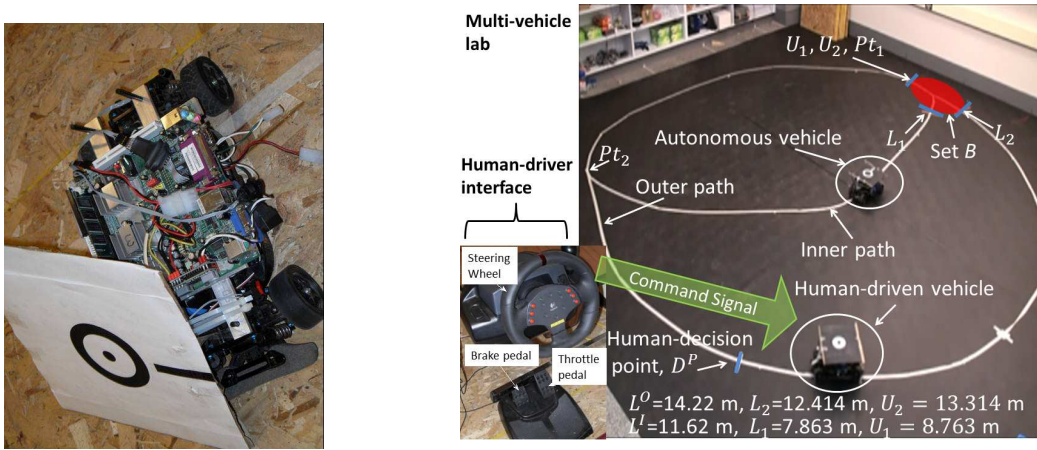 Multi-vehicle
lab
U₁, U₂, Pt₁
L₁
L₂
Set B
Autonomous vehicle
Pt₂
Human-driver
interface
Outer path
Inner path
Steering
Wheel
Command Signal
Human-driven vehicle
Brake pedal
Throttle
pedal
Human-decision
point, Dᴾ
Lᴼ=14.22 m, L₂=12.414 m, U₂ = 13.314 m
Lᴵ=11.62 m, L₁=7.863 m, U₁ = 8.763 m